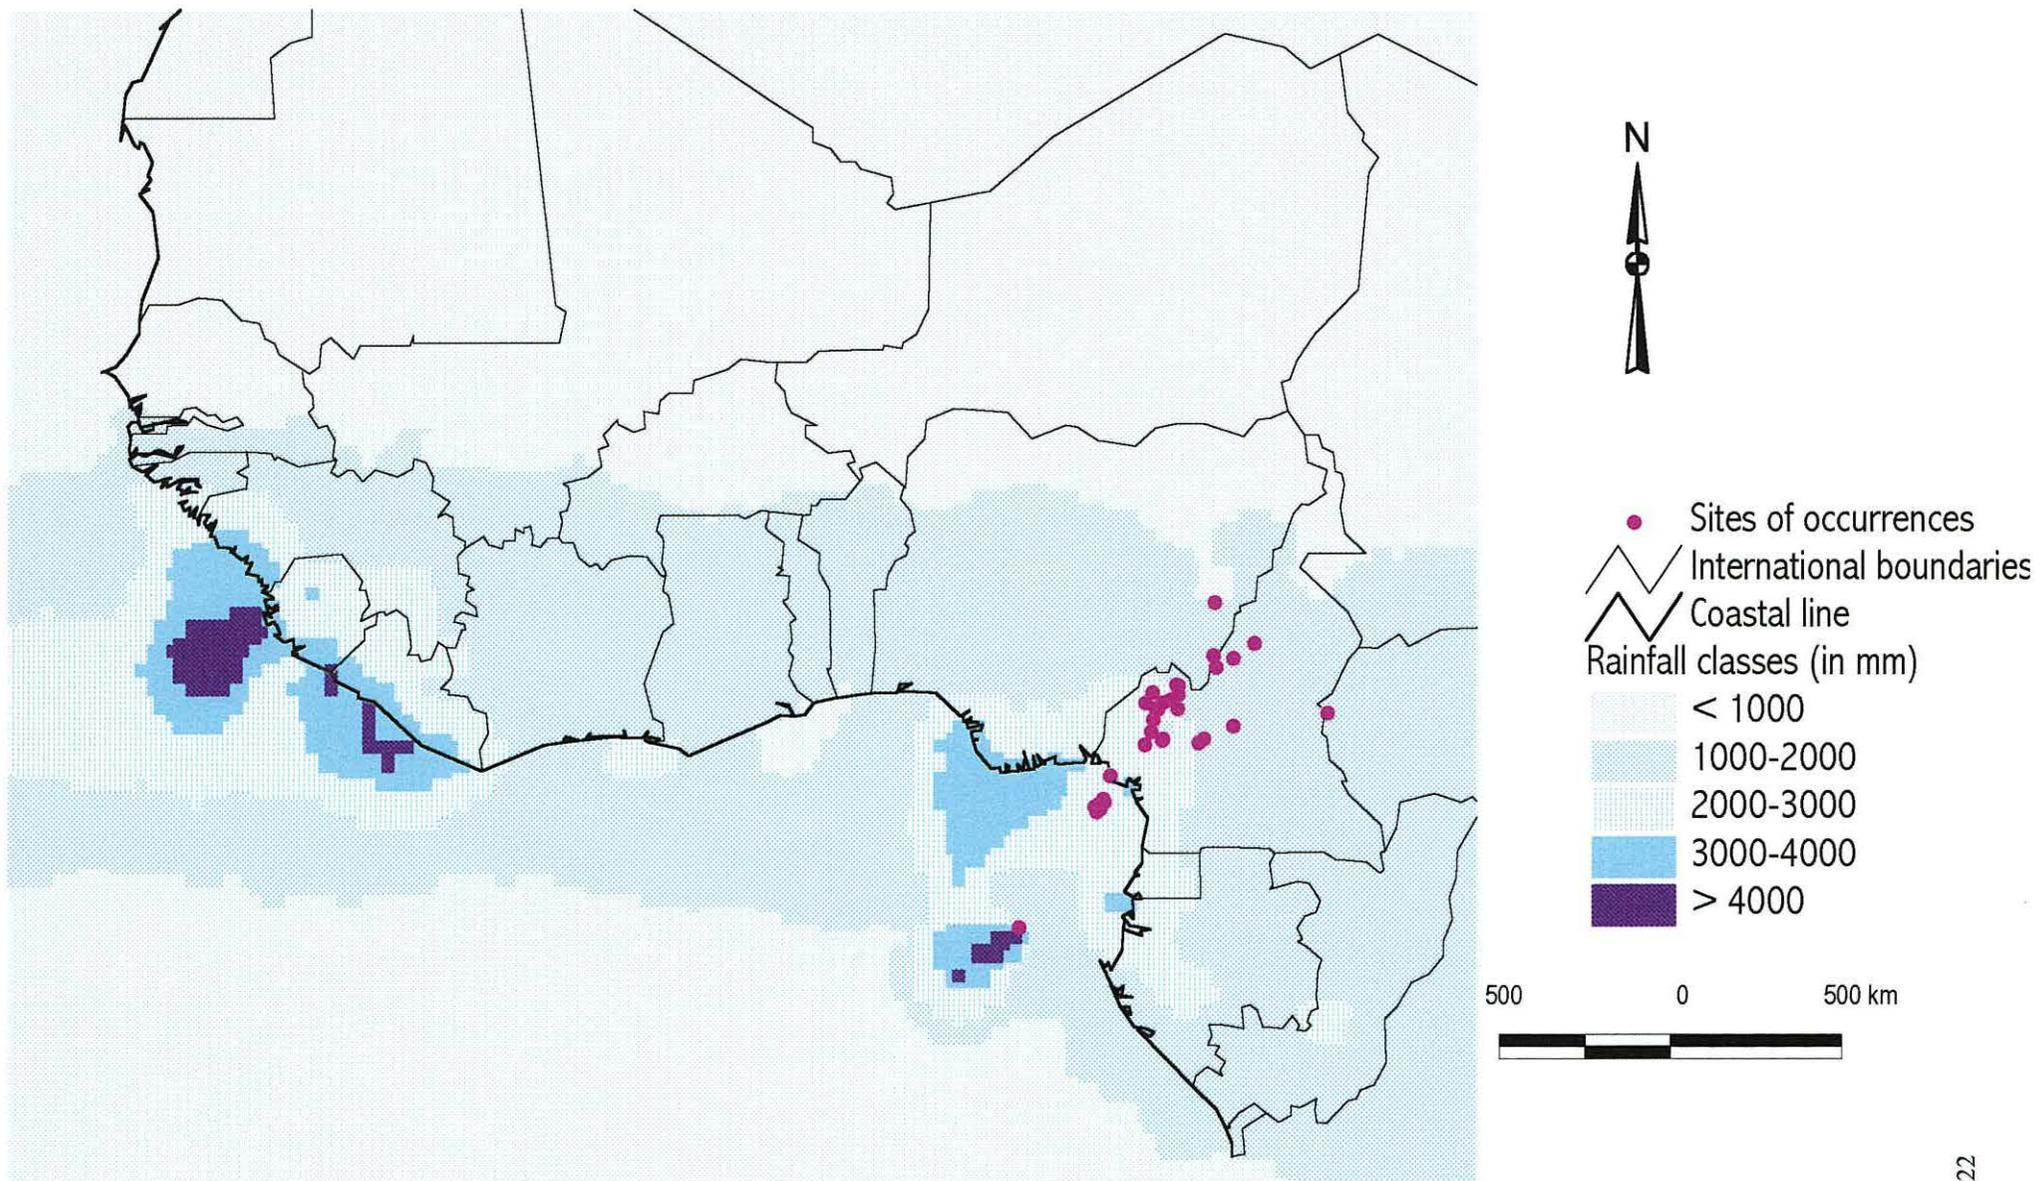 N
Sites of occurrences
International boundaries
Coastal line
Rainfall classes (in mm)
< 1000
1000-2000
2000-3000
3000-4000
> 4000
500 0 500 km
22